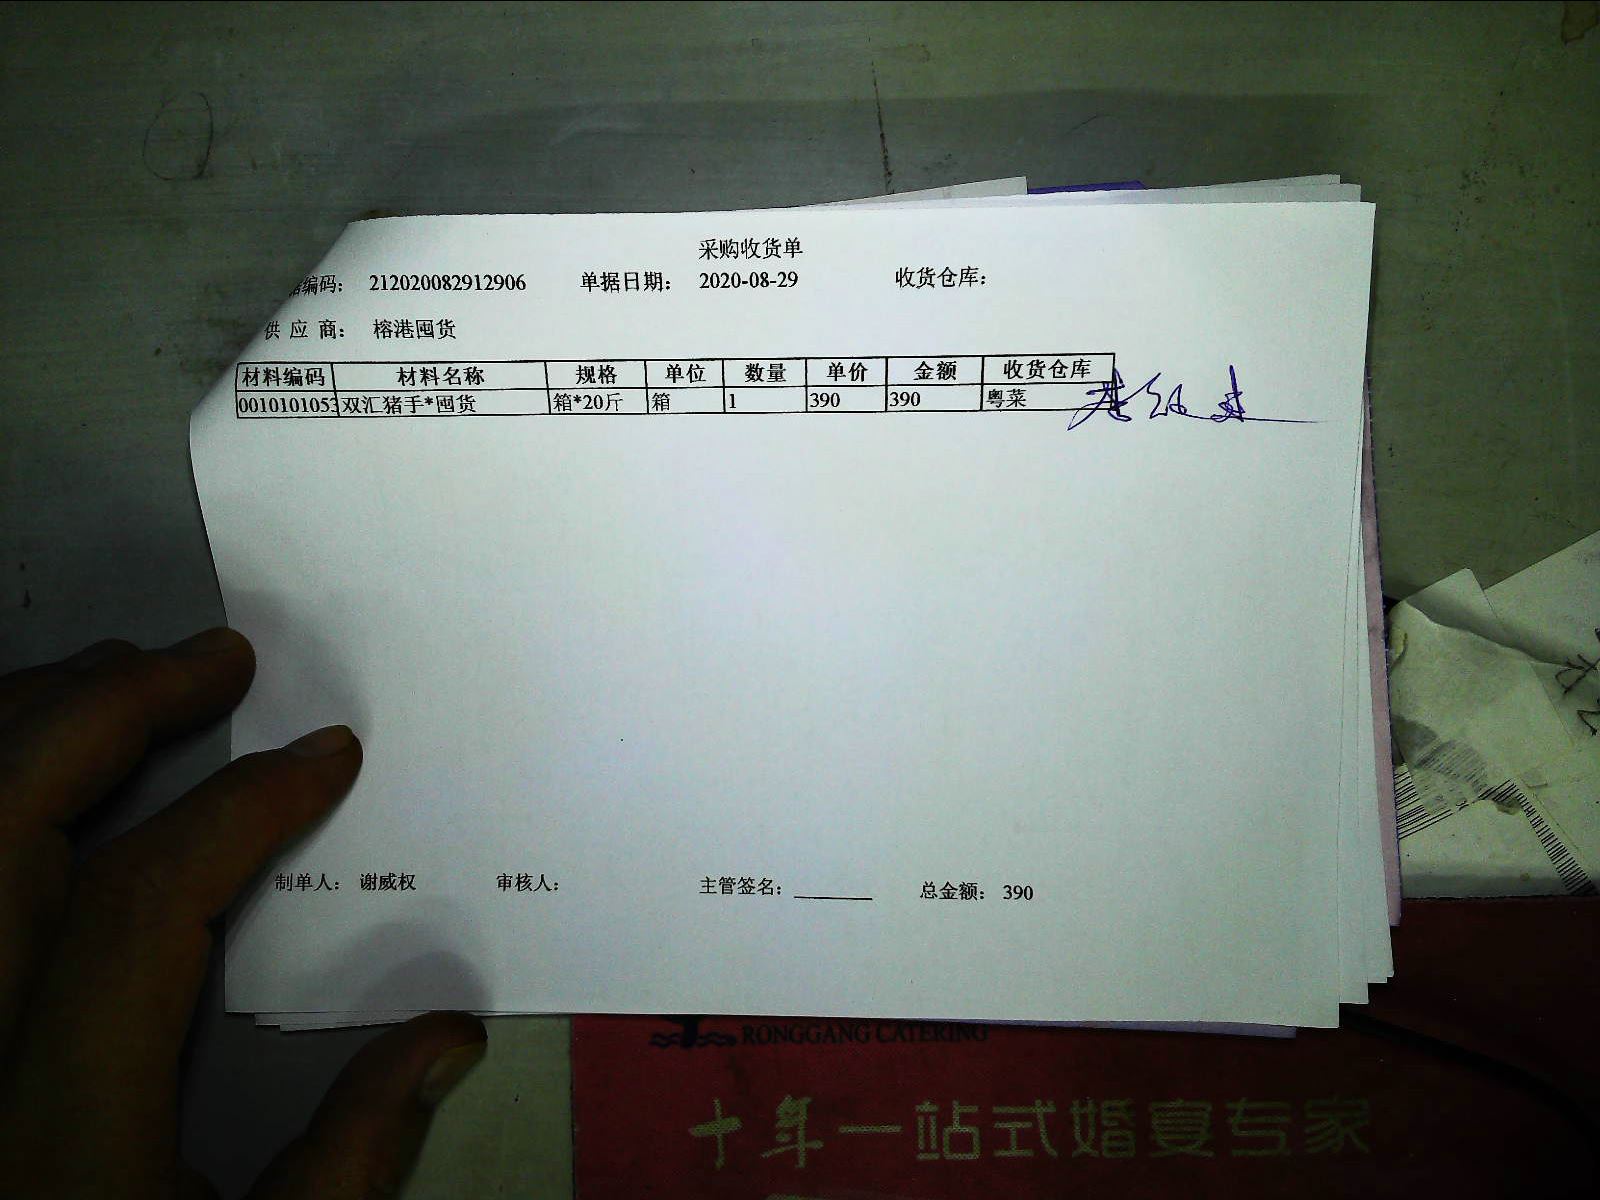 采购收货单
编码: 212020082912906 单据日期: 2020-08-29 收货仓库:
供应商: 榕港囤货
材料编码 材料名称 规格 单位 数量 单价 金额 收货仓库
0010101053 双汇猪手*囤货 箱*20斤 箱 1 390 390 粤菜
制单人: 谢威权 审核人: 主管签名: 总金额: 390
RONGGANG CATERING
十年一站式婚宴专家